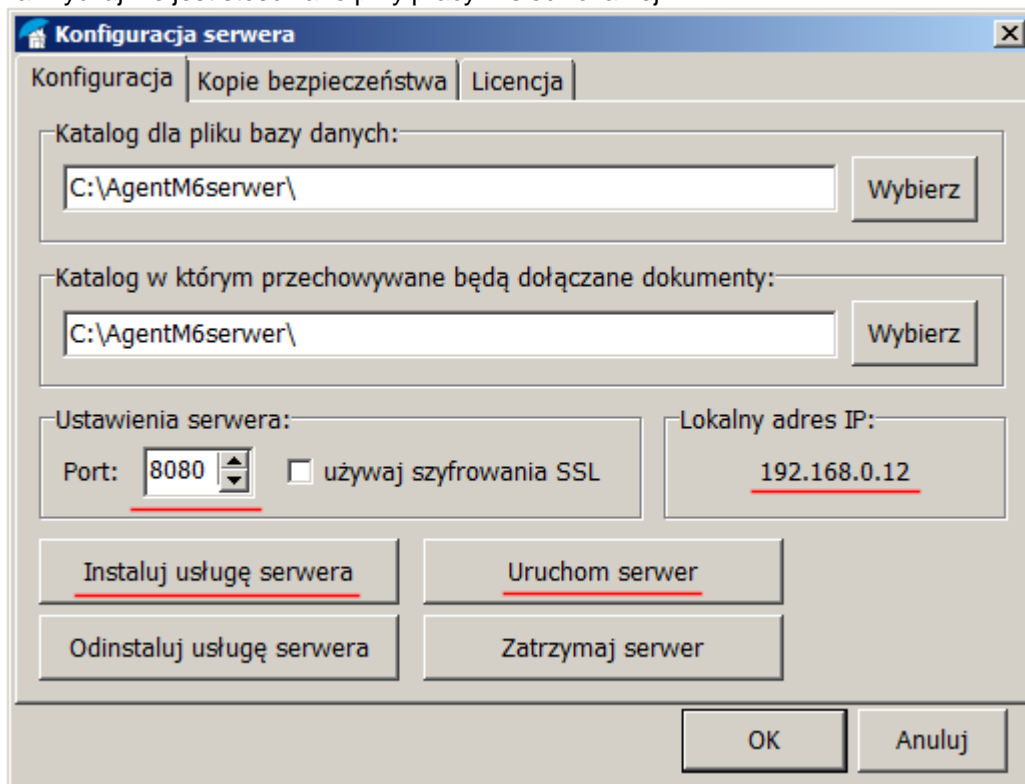 Konfiguracja serwera
Konfiguracja Kopie bezpieczeństwa Licencja
Katalog dla pliku bazy danych:
C:\AgentM6serwer\ Wybierz
Katalog w którym przechowywane będą dołączane dokumenty:
C:\AgentM6serwer\ Wybierz
Ustawienia serwera: Lokalny adres IP:
Port: 8080 używaj szyfrowania SSL 192.168.0.12
Instaluj usługę serwera Uruchom serwer
Odinstaluj usługę serwera Zatrzymaj serwer
OK Anuluj